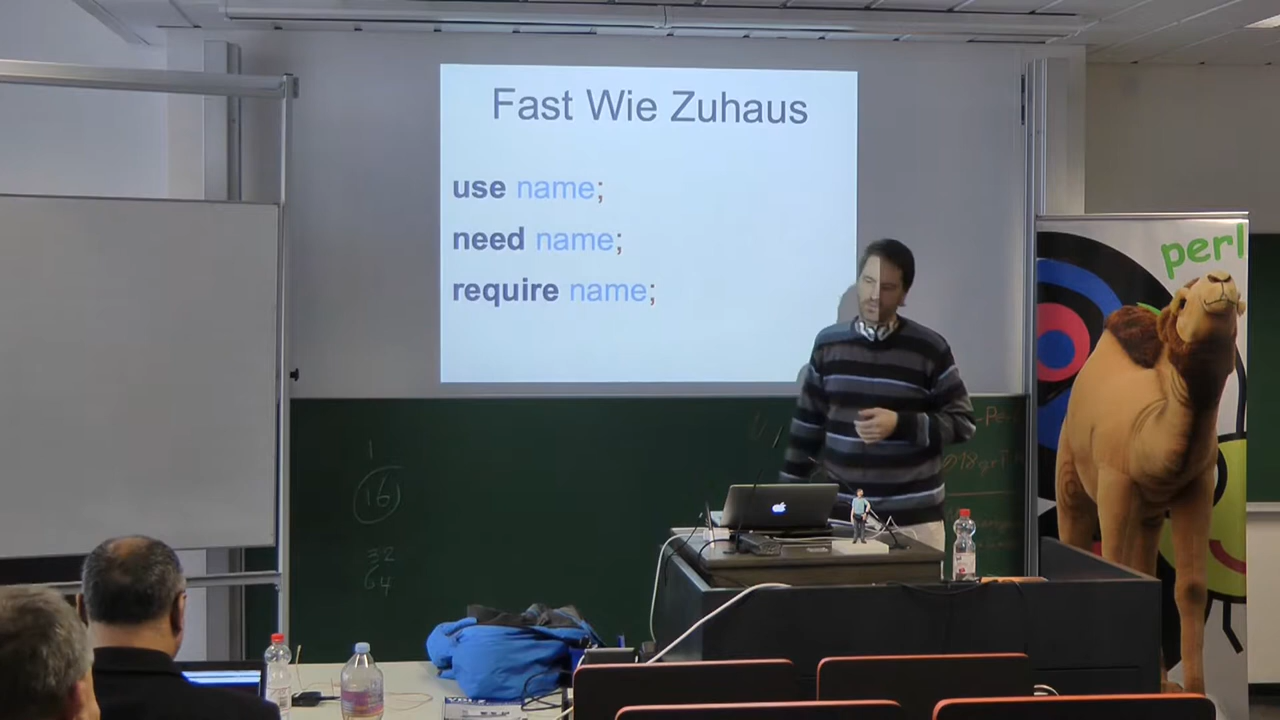 Fast Wie Zuhaus
use name;
need name;
require name;
perl
1
16
32
64